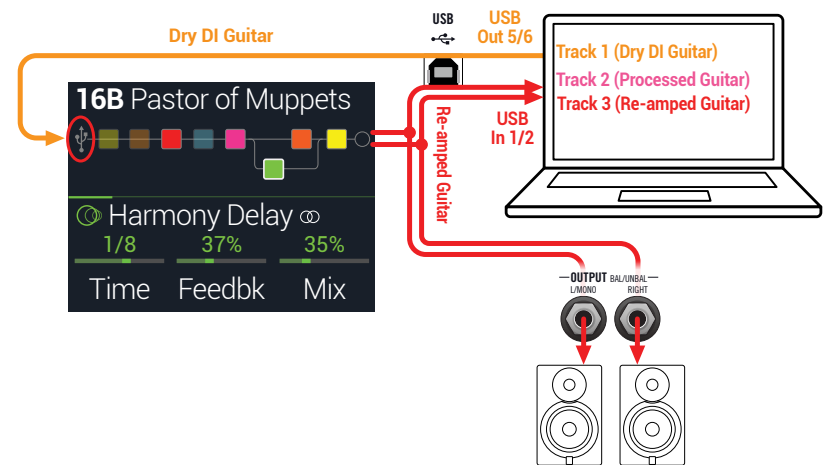 USB
USB
Out 5/6
Dry DI Guitar
Track 1 (Dry DI Guitar)
Track 2 (Processed Guitar)
Track 3 (Re-amped Guitar)
USB
In 1/2
Re-amped Guitar
16B Pastor of Muppets
Harmony Delay
1/8 37% 35%
Time Feedbk Mix
OUTPUT BAL/UNBAL
L/MONO RIGHT